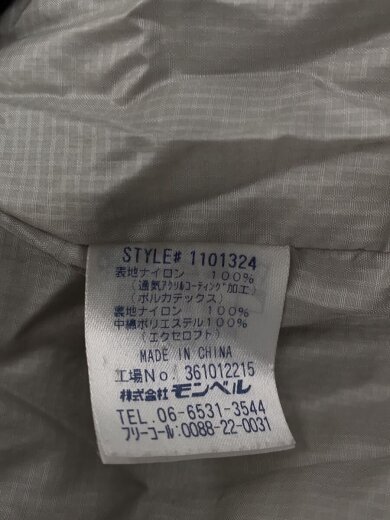 STYLE# 1101324
表地ナイロン 100%
(通気アクリルコーティング加工)
(ポルカテックス)
裏地ナイロン 100%
中綿ポリエステル100%
(エクセロフト)
MADE IN CHINA
工場No. 361012215
株式会社モンベル
TEL. 06-6531-3544
フリーコール:0088-22-0031